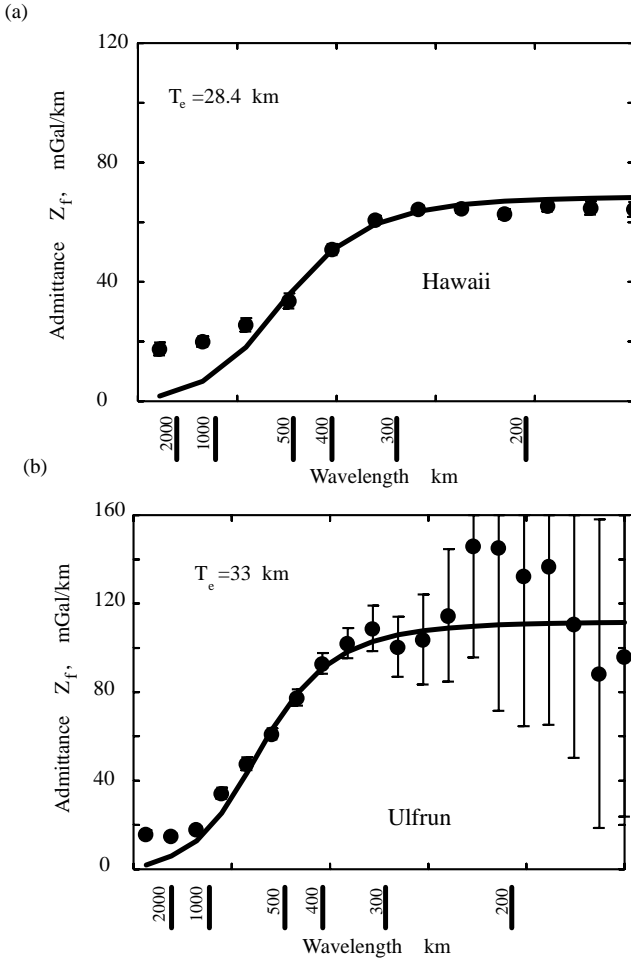 (a)
120
80
40
0
Admittance Z_f, mGal/km
T_e =28.4 km
Hawaii
2000
1000
500
400
300
200
Wavelength km
(b)
160
120
80
40
0
Admittance Z_f, mGal/km
T_e =33 km
Ulfrun
2000
1000
500
400
300
200
Wavelength km